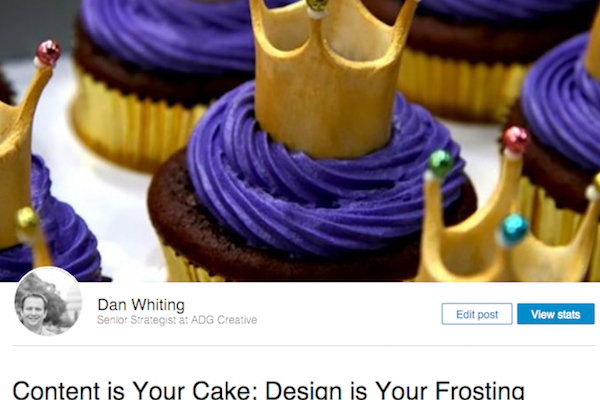 Dan Whiting
Senior Strategist at ADG Creative
Edit post
View stats
Content is Your Cake: Design is Your Frosting